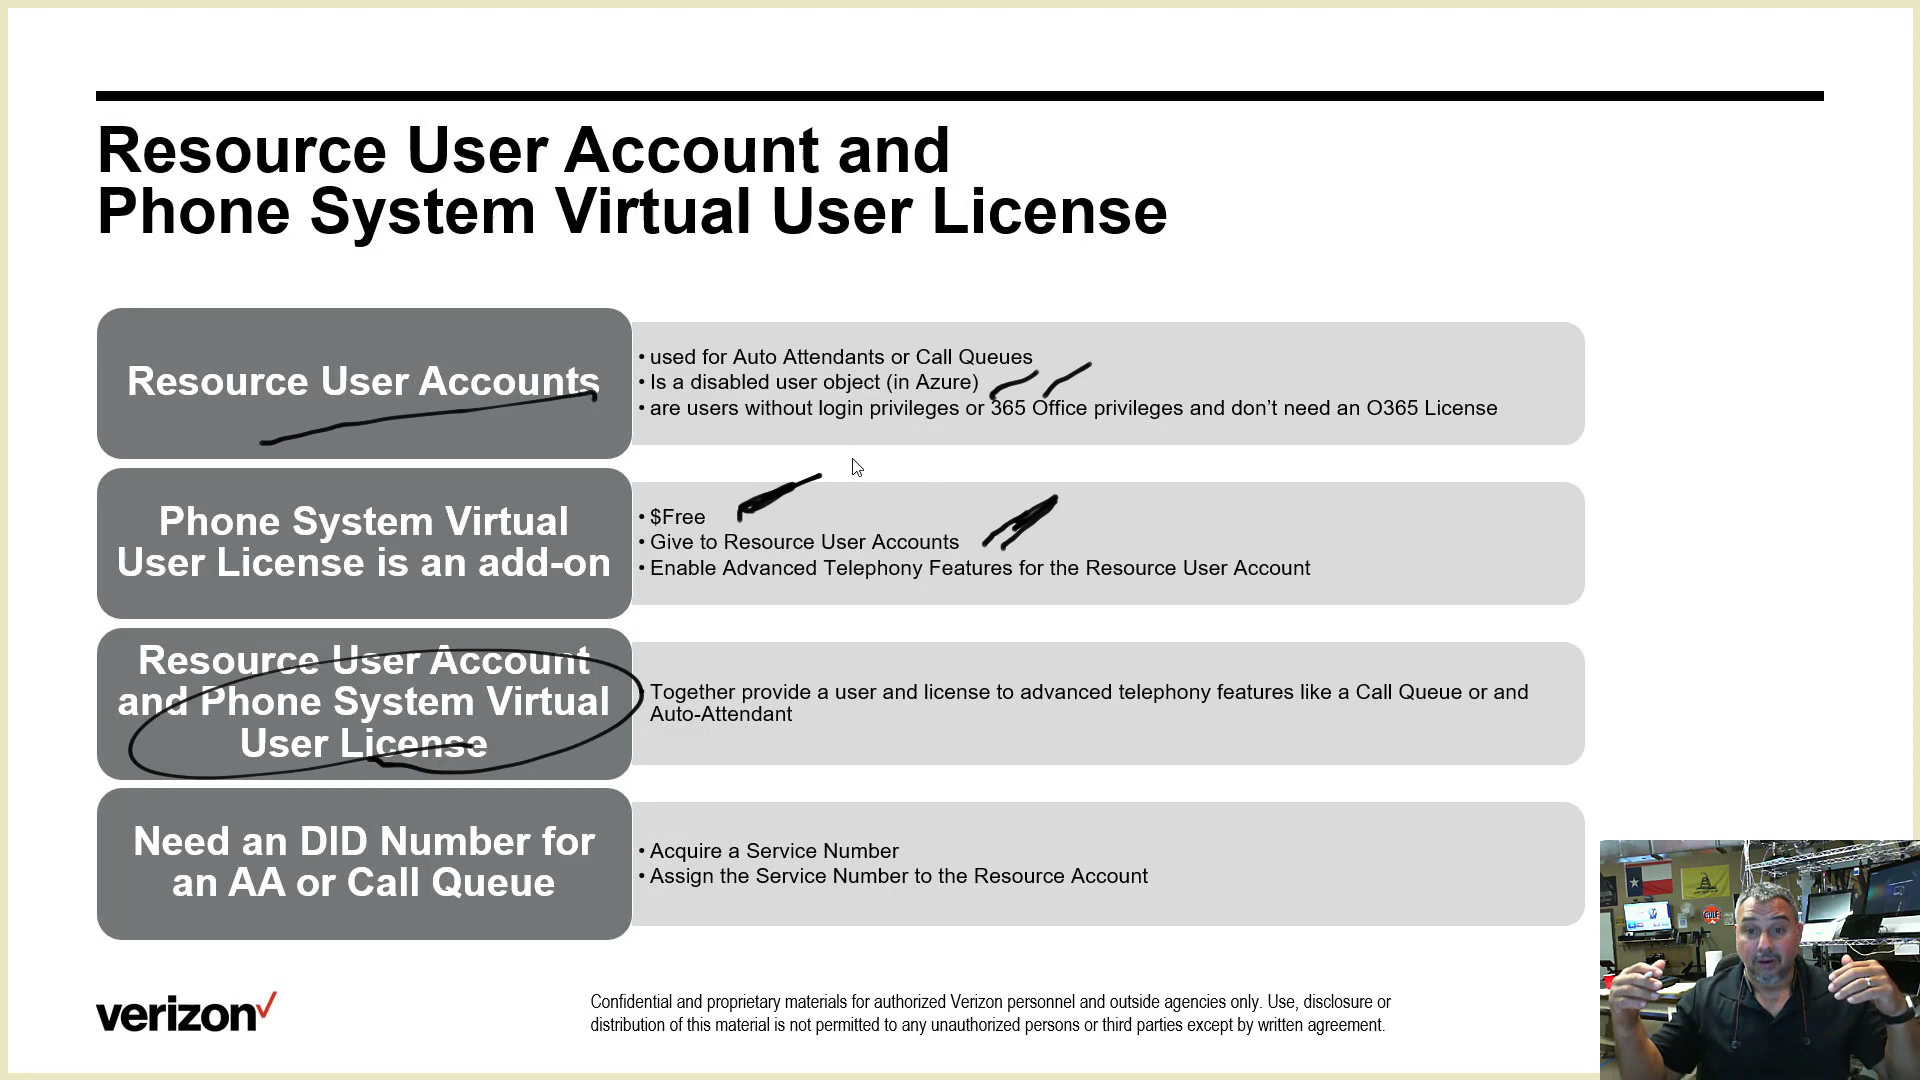 Resource User Account and
Phone System Virtual User License
Resource User Accounts
• used for Auto Attendants or Call Queues
• Is a disabled user object (in Azure)
• are users without login privileges or 365 Office privileges and don’t need an O365 License
Phone System Virtual
User License is an add-on
• $Free
• Give to Resource User Accounts
• Enable Advanced Telephony Features for the Resource User Account
Resource User Account
and Phone System Virtual
User License
• Together provide a user and license to advanced telephony features like a Call Queue or and
Auto-Attendant
Need an DID Number for
an AA or Call Queue
• Acquire a Service Number
• Assign the Service Number to the Resource Account
verizon
Confidential and proprietary materials for authorized Verizon personnel and outside agencies only. Use, disclosure or
distribution of this material is not permitted to any unauthorized persons or third parties except by written agreement.
GULF